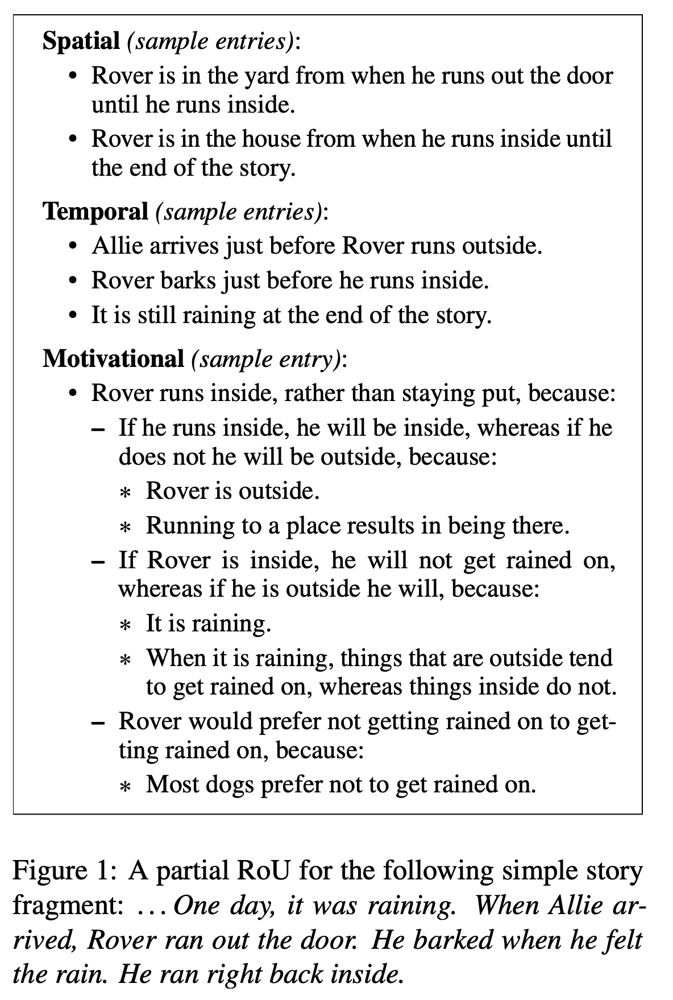 Spatial (sample entries):
• Rover is in the yard from when he runs out the door
until he runs inside.
• Rover is in the house from when he runs inside until
the end of the story.
Temporal (sample entries):
• Allie arrives just before Rover runs outside.
• Rover barks just before he runs inside.
• It is still raining at the end of the story.
Motivational (sample entry):
• Rover runs inside, rather than staying put, because:
– If he runs inside, he will be inside, whereas if he
does not he will be outside, because:
* Rover is outside.
* Running to a place results in being there.
– If Rover is inside, he will not get rained on,
whereas if he is outside he will, because:
* It is raining.
* When it is raining, things that are outside tend
to get rained on, whereas things inside do not.
– Rover would prefer not getting rained on to get-
ting rained on, because:
* Most dogs prefer not to get rained on.
Figure 1: A partial RoU for the following simple story
fragment: ... One day, it was raining. When Allie ar-
rived, Rover ran out the door. He barked when he felt
the rain. He ran right back inside.